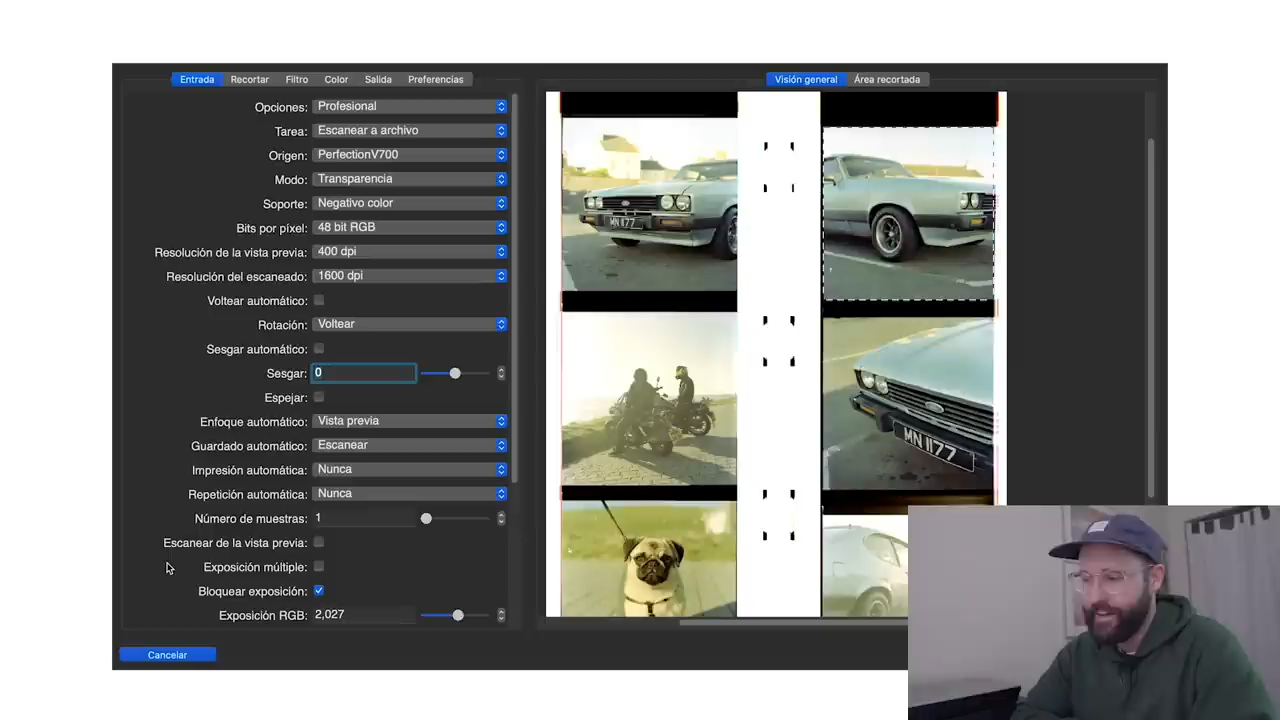 Entrada Recortar Filtro Color Salida Preferencias
Opciones: Profesional
Tarea: Escanear a archivo
Origen: PerfectionV700
Modo: Transparencia
Soporte: Negativo color
Bits por píxel: 48 bit RGB
Resolución de la vista previa: 400 dpi
Resolución del escaneado: 1600 dpi
Voltear automático:
Rotación: Voltear
Sesgar automático:
Sesgar: 0
Espejar:
Enfoque automático: Vista previa
Guardado automático: Escanear
Impresión automática: Nunca
Repetición automática: Nunca
Número de muestras: 1
Escanear de la vista previa:
Exposición múltiple:
Bloquear exposición:
Exposición RGB: 2,027
Cancelar
Visión general Área recortada
MN 1177
MN 1177